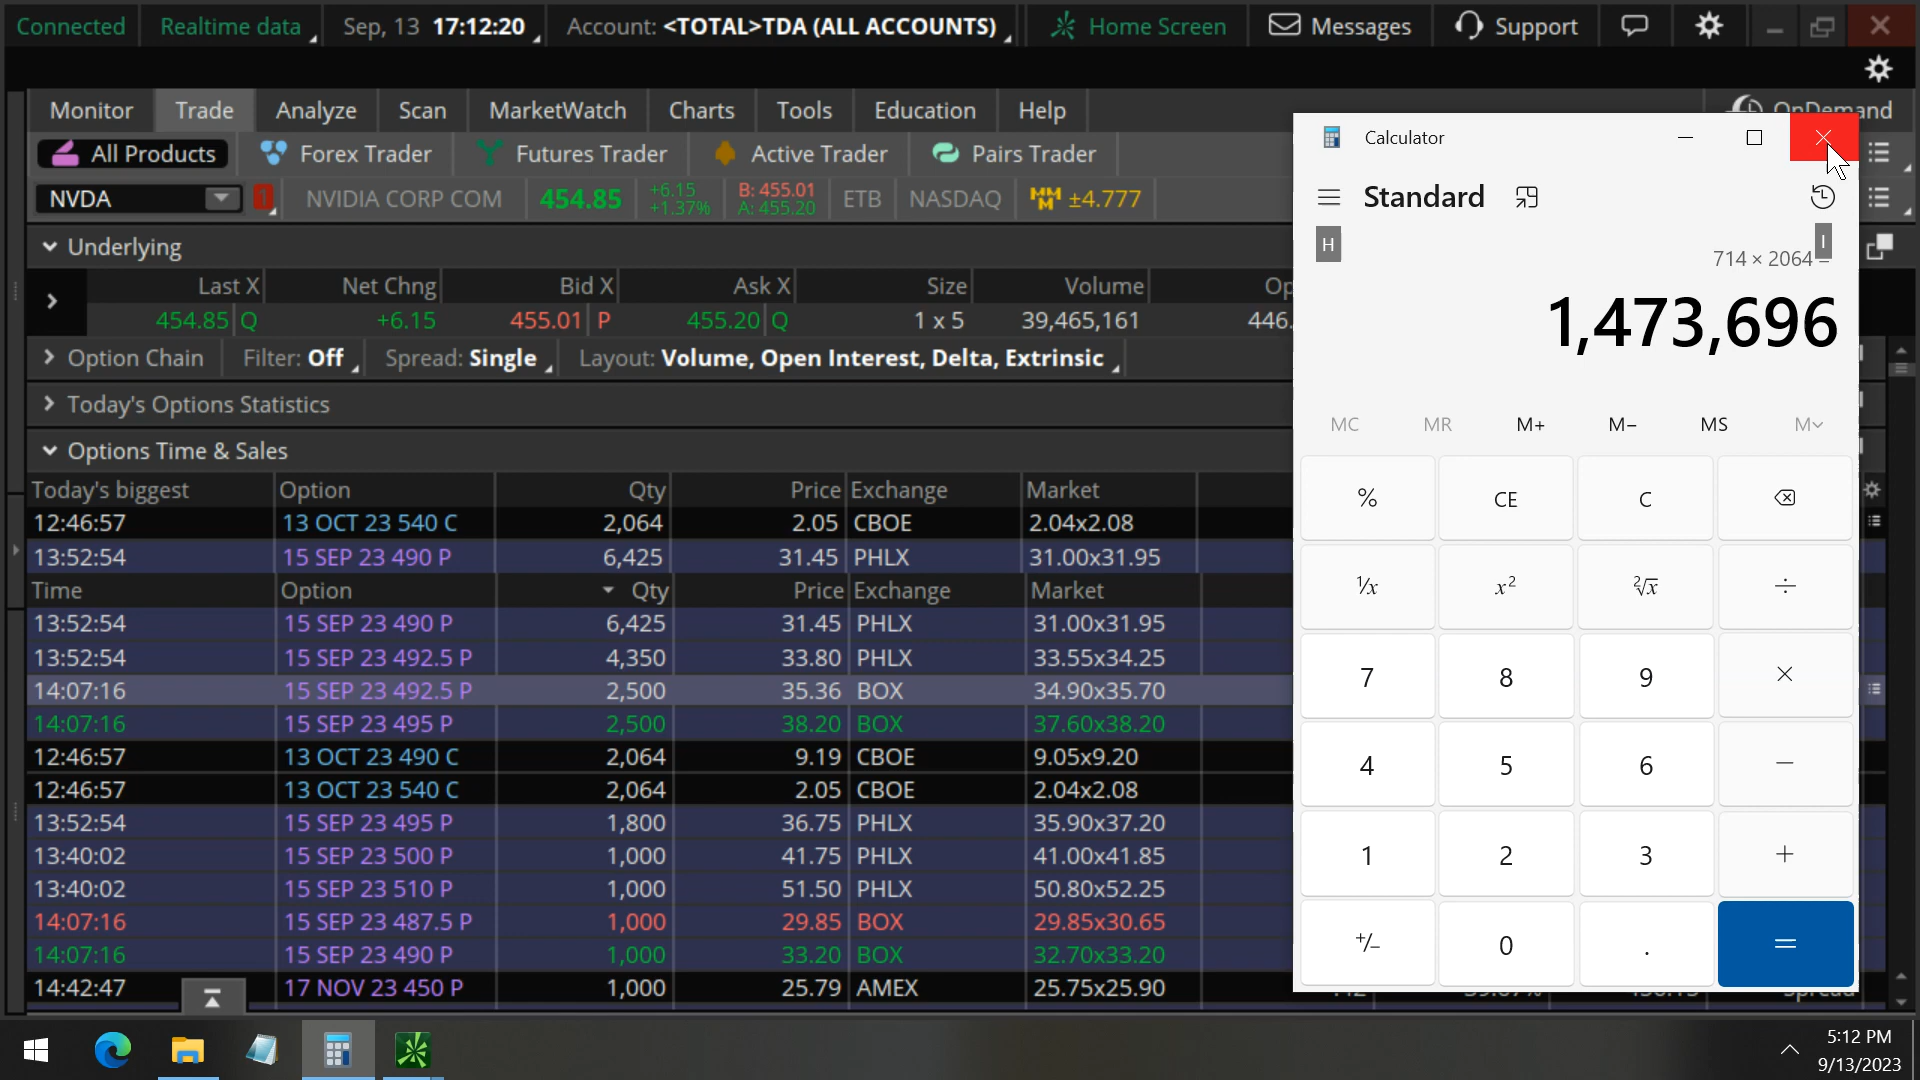 Connected Realtime data Sep, 13 17:12:20 Account: <TOTAL>TDA (ALL ACCOUNTS) Home Screen Messages Support
Monitor Trade Analyze Scan MarketWatch Charts Tools Education Help OnDemand
All Products Forex Trader Futures Trader Active Trader Pairs Trader
NVDA 1 NVIDIA CORP COM 454.85 +6.15 +1.37% B: 455.01 A: 455.20 ETB NASDAQ ±4.777
Underlying
Last X Net Chng Bid X Ask X Size Volume Op
454.85 Q +6.15 455.01 P 455.20 Q 1 x 5 39,465,161 446.
Option Chain Filter: Off Spread: Single Layout: Volume, Open Interest, Delta, Extrinsic
Today's Options Statistics
Options Time & Sales
Today's biggest Option Qty Price Exchange Market
12:46:57 13 OCT 23 540 C 2,064 2.05 CBOE 2.04x2.08
13:52:54 15 SEP 23 490 P 6,425 31.45 PHLX 31.00x31.95
Time Option Qty Price Exchange Market
13:52:54 15 SEP 23 490 P 6,425 31.45 PHLX 31.00x31.95
13:52:54 15 SEP 23 492.5 P 4,350 33.80 PHLX 33.55x34.25
14:07:16 15 SEP 23 492.5 P 2,500 35.36 BOX 34.90x35.70
14:07:16 15 SEP 23 495 P 2,500 38.20 BOX 37.60x38.20
12:46:57 13 OCT 23 490 C 2,064 9.19 CBOE 9.05x9.20
12:46:57 13 OCT 23 540 C 2,064 2.05 CBOE 2.04x2.08
13:52:54 15 SEP 23 495 P 1,800 36.75 PHLX 35.90x37.20
13:40:02 15 SEP 23 500 P 1,000 41.75 PHLX 41.00x41.85
13:40:02 15 SEP 23 510 P 1,000 51.50 PHLX 50.80x52.25
14:07:16 15 SEP 23 487.5 P 1,000 29.85 BOX 29.85x30.65
14:07:16 15 SEP 23 490 P 1,000 33.20 BOX 32.70x33.20
14:42:47 17 NOV 23 450 P 1,000 25.79 AMEX 25.75x25.90
Calculator
Standard
H I
714 × 2064 =
1,473,696
MC MR M+ M− MS M
% CE C
1/x x² ²√x ÷
7 8 9 ×
4 5 6 −
1 2 3 +
+/− 0 . =
5:12 PM
9/13/2023